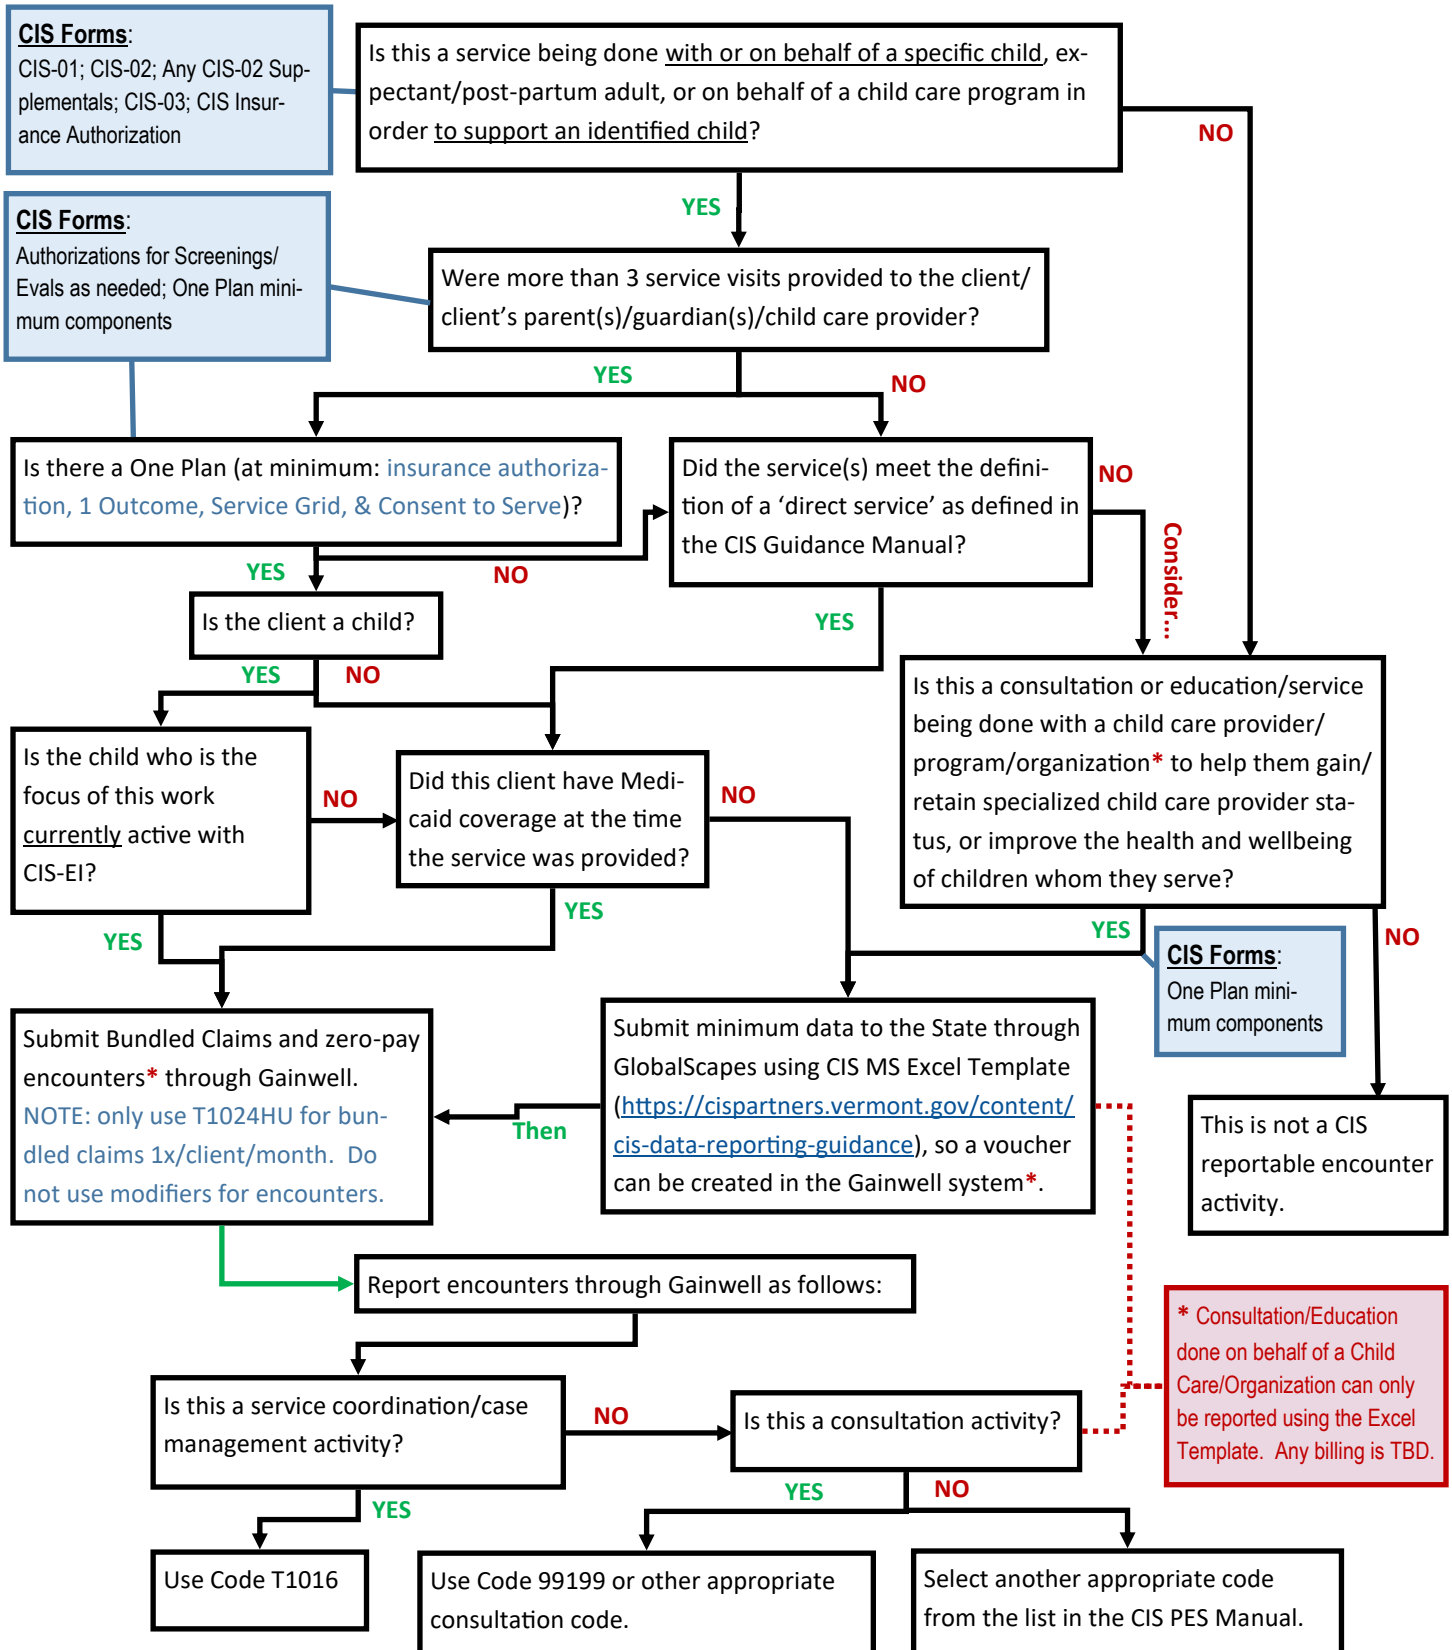 CIS Forms:
CIS-01; CIS-02; Any CIS-02 Sup-
plementals; CIS-03; CIS Insur-
ance Authorization
Is this a service being done with or on behalf of a specific child, ex-
pectant/post-partum adult, or on behalf of a child care program in
order to support an identified child?
NO
YES
CIS Forms:
Authorizations for Screenings/
Evals as needed; One Plan mini-
mum components
Were more than 3 service visits provided to the client/
client's parent(s)/guardian(s)/child care provider?
YES
NO
Is there a One Plan (at minimum: insurance authoriza-
tion, 1 Outcome, Service Grid, & Consent to Serve)?
Did the service(s) meet the defini-
tion of a 'direct service' as defined in
the CIS Guidance Manual?
NO
Consider...
YES
NO
YES
Is the client a child?
YES
NO
Is this a consultation or education/service
being done with a child care provider/
program/organization* to help them gain/
retain specialized child care provider sta-
tus, or improve the health and wellbeing
of children whom they serve?
Is the child who is the
focus of this work
currently active with
CIS-EI?
NO
Did this client have Medi-
caid coverage at the time
the service was provided?
NO
YES
YES
YES
NO
CIS Forms:
One Plan mini-
mum components
Submit Bundled Claims and zero-pay
encounters* through Gainwell.
NOTE: only use T1024HU for bun-
dled claims 1x/client/month.  Do
not use modifiers for encounters.
Then
Submit minimum data to the State through
GlobalScapes using CIS MS Excel Template
(https://cispartners.vermont.gov/content/
cis-data-reporting-guidance), so a voucher
can be created in the Gainwell system*.
This is not a CIS
reportable encounter
activity.
Report encounters through Gainwell as follows:
* Consultation/Education
done on behalf of a Child
Care/Organization can only
be reported using the Excel
Template.  Any billing is TBD.
Is this a service coordination/case
management activity?
NO
Is this a consultation activity?
YES
YES
NO
Use Code T1016
Use Code 99199 or other appropriate
consultation code.
Select another appropriate code
from the list in the CIS PES Manual.